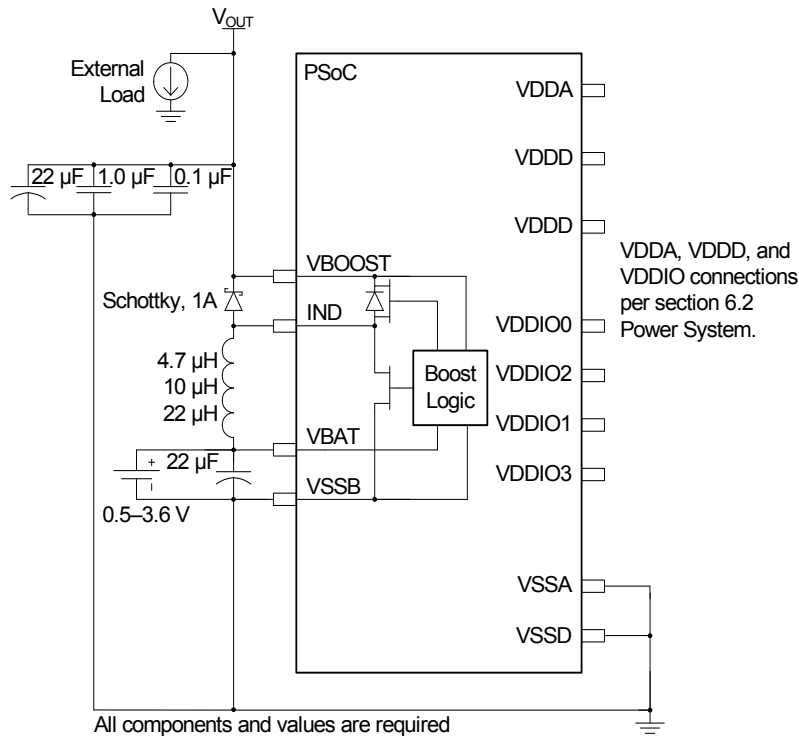 VOUT
External
Load
PSoC
VDDA
VDDD
VDDD
22 µF
1.0 µF
0.1 µF
VDDA, VDDD, and
VDDIO connections
per section 6.2
Power System.
VBOOST
Schottky, 1A
IND
VDDIO0
4.7 µH
10 µH
22 µH
Boost
Logic
VDDIO2
VDDIO1
VBAT
22 µF
+
-
VDDIO3
VSSB
0.5–3.6 V
VSSA
VSSD
All components and values are required